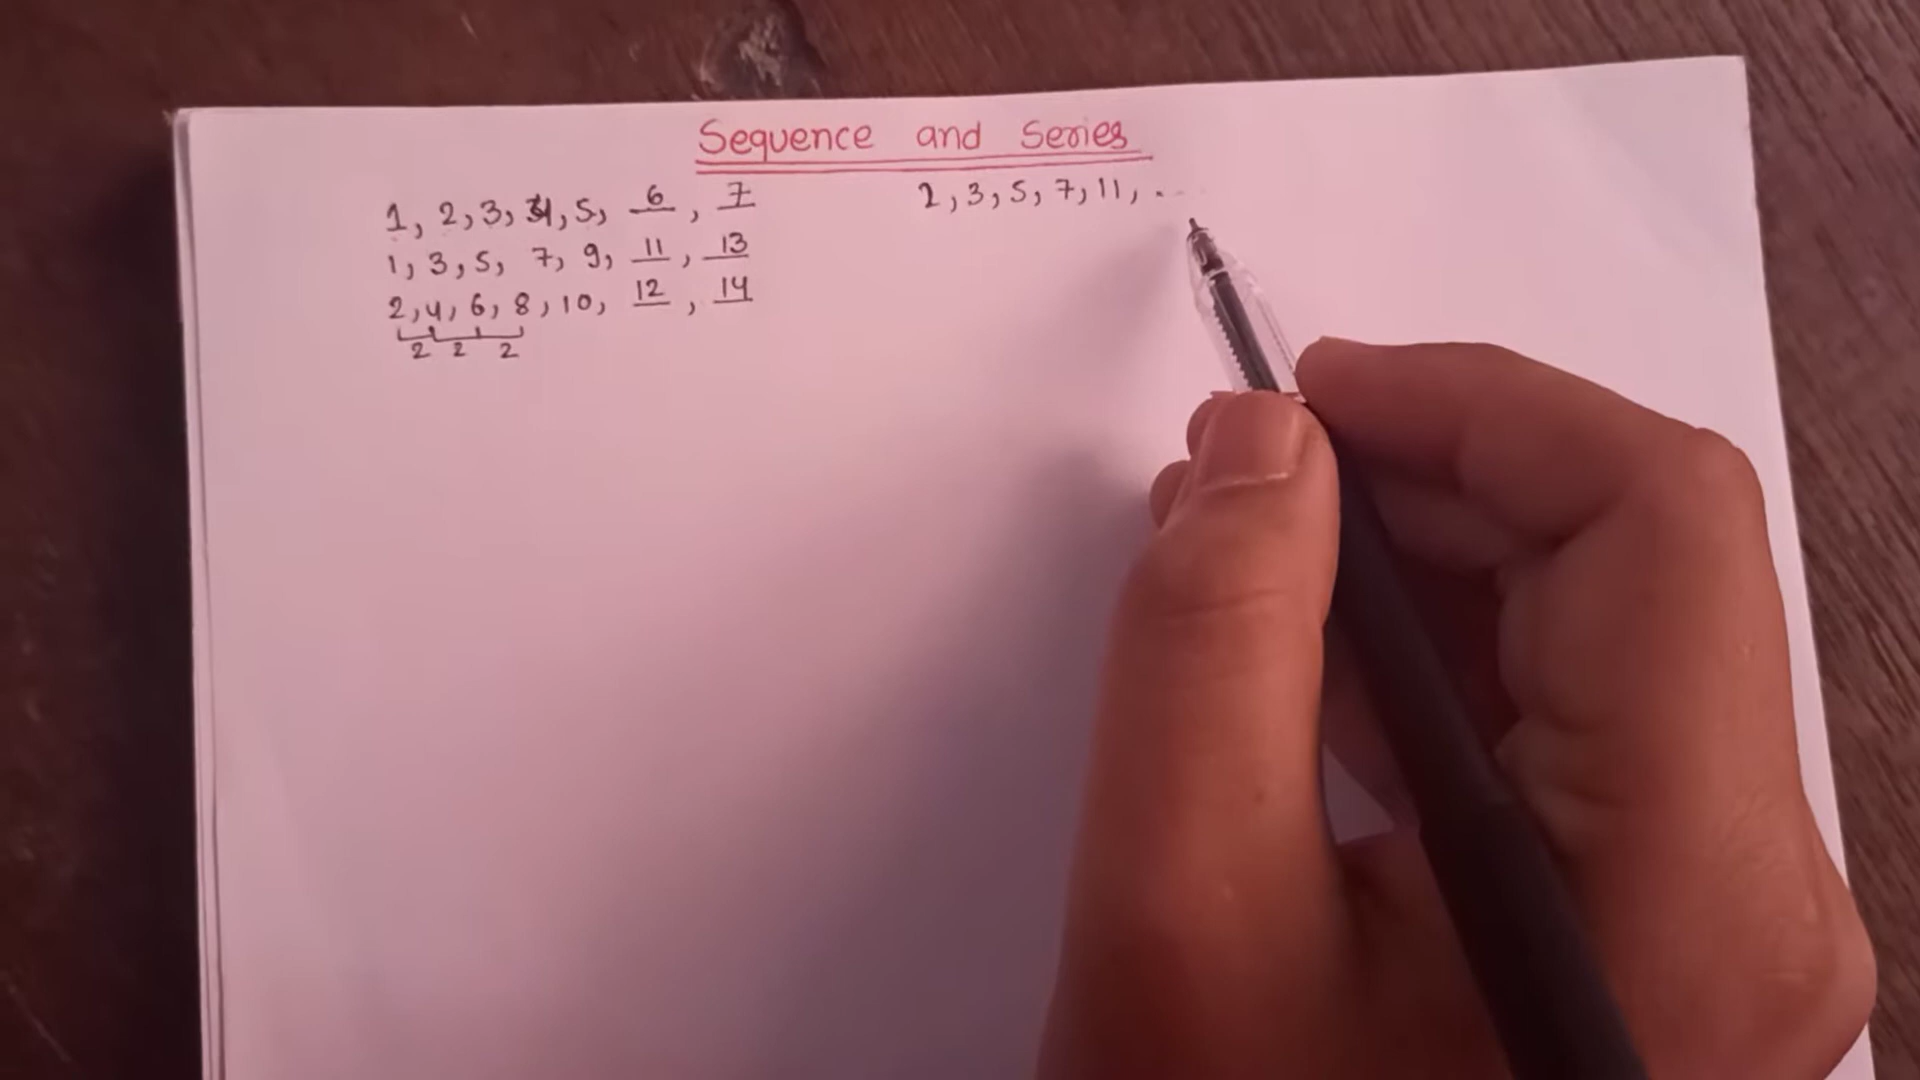 Sequence and Series
1, 2, 3, 4, 5, 6, 7
1, 3, 5, 7, 9, 11, 13
2, 4, 6, 8, 10, 12, 14
2 2 2
2, 3, 5, 7, 11, ...